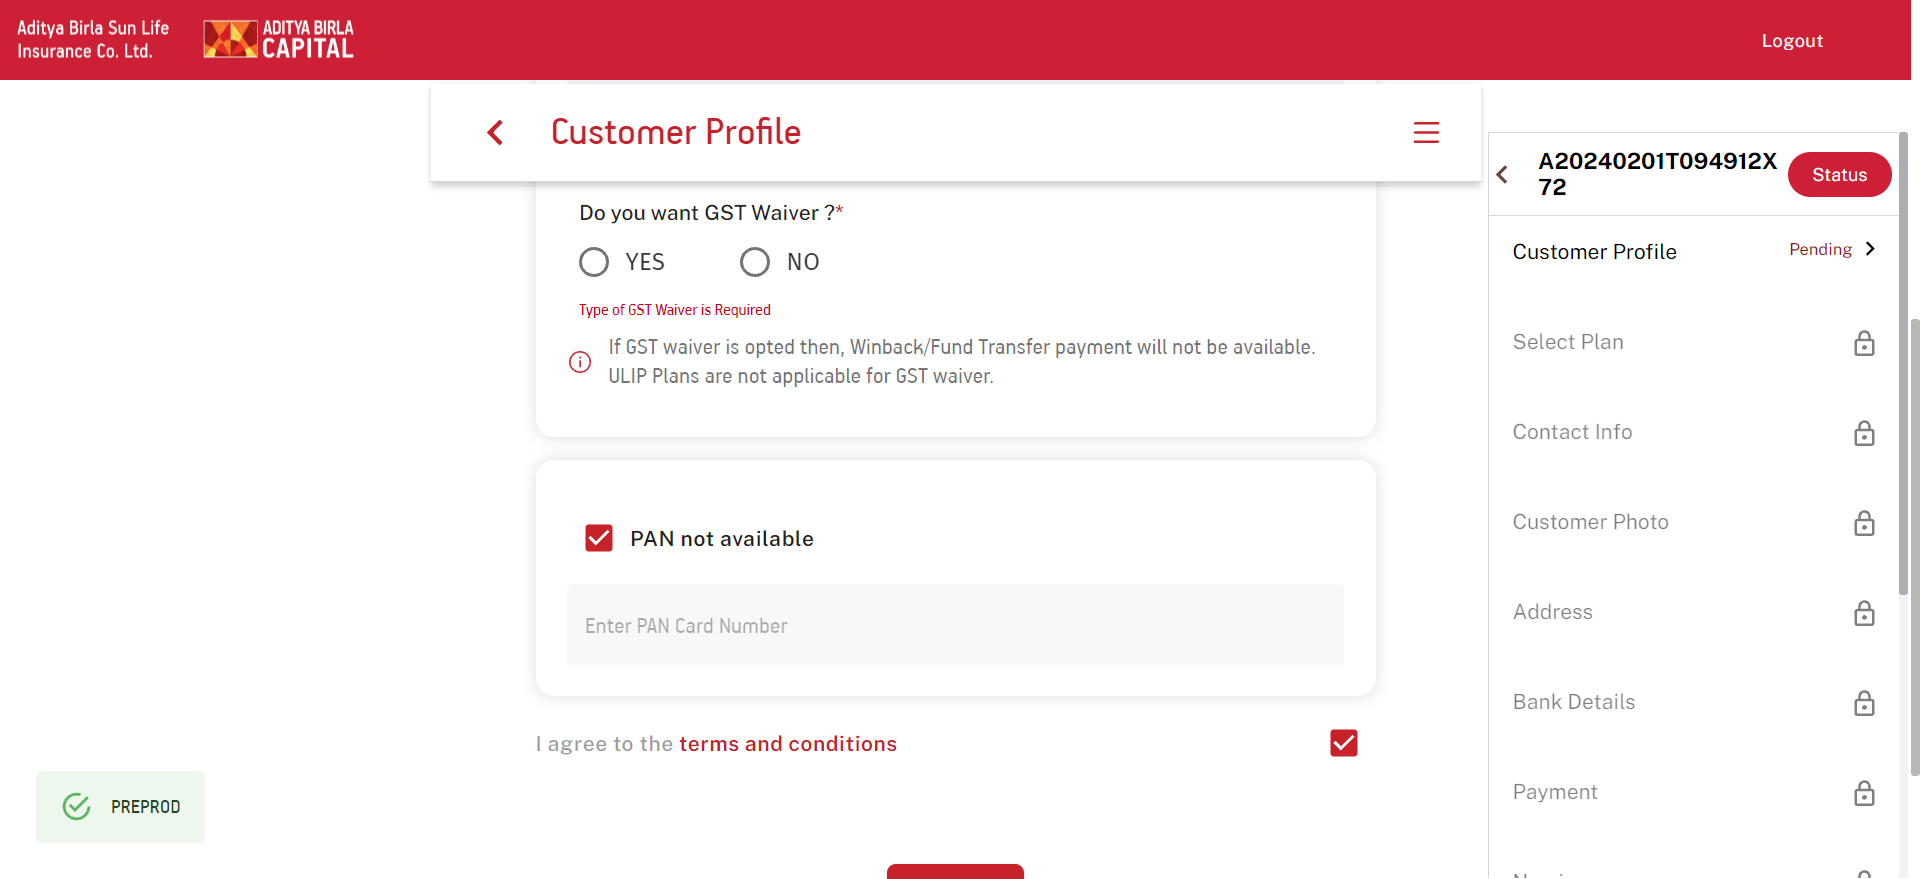 Aditya Birla Sun Life
Insurance Co. Ltd.
ADITYA BIRLA
CAPITAL
Logout
Customer Profile
Do you want GST Waiver ?*
YES
NO
Type of GST Waiver is Required
If GST waiver is opted then, Winback/Fund Transfer payment will not be available.
ULIP Plans are not applicable for GST waiver.
PAN not available
Enter PAN Card Number
I agree to the terms and conditions
PREPROD
A20240201T094912X
72
Status
Customer Profile
Pending
Select Plan
Contact Info
Customer Photo
Address
Bank Details
Payment